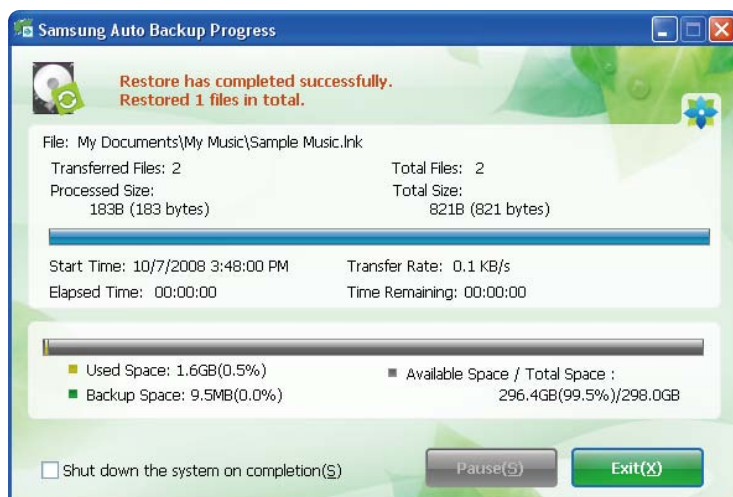 Samsung Auto Backup Progress
Restore has completed successfully.
Restored 1 files in total.
File: My Documents\My Music\Sample Music.lnk
Transferred Files: 2
Total Files: 2
Processed Size:
183B (183 bytes)
Total Size:
821B (821 bytes)
Start Time: 10/7/2008 3:48:00 PM
Transfer Rate: 0.1 KB/s
Elapsed Time: 00:00:00
Time Remaining: 00:00:00
Used Space: 1.6GB(0.5%)
Backup Space: 9.5MB(0.0%)
Available Space / Total Space :
296.4GB(99.5%)/298.0GB
Shut down the system on completion(S)
Pause(S)
Exit(X)